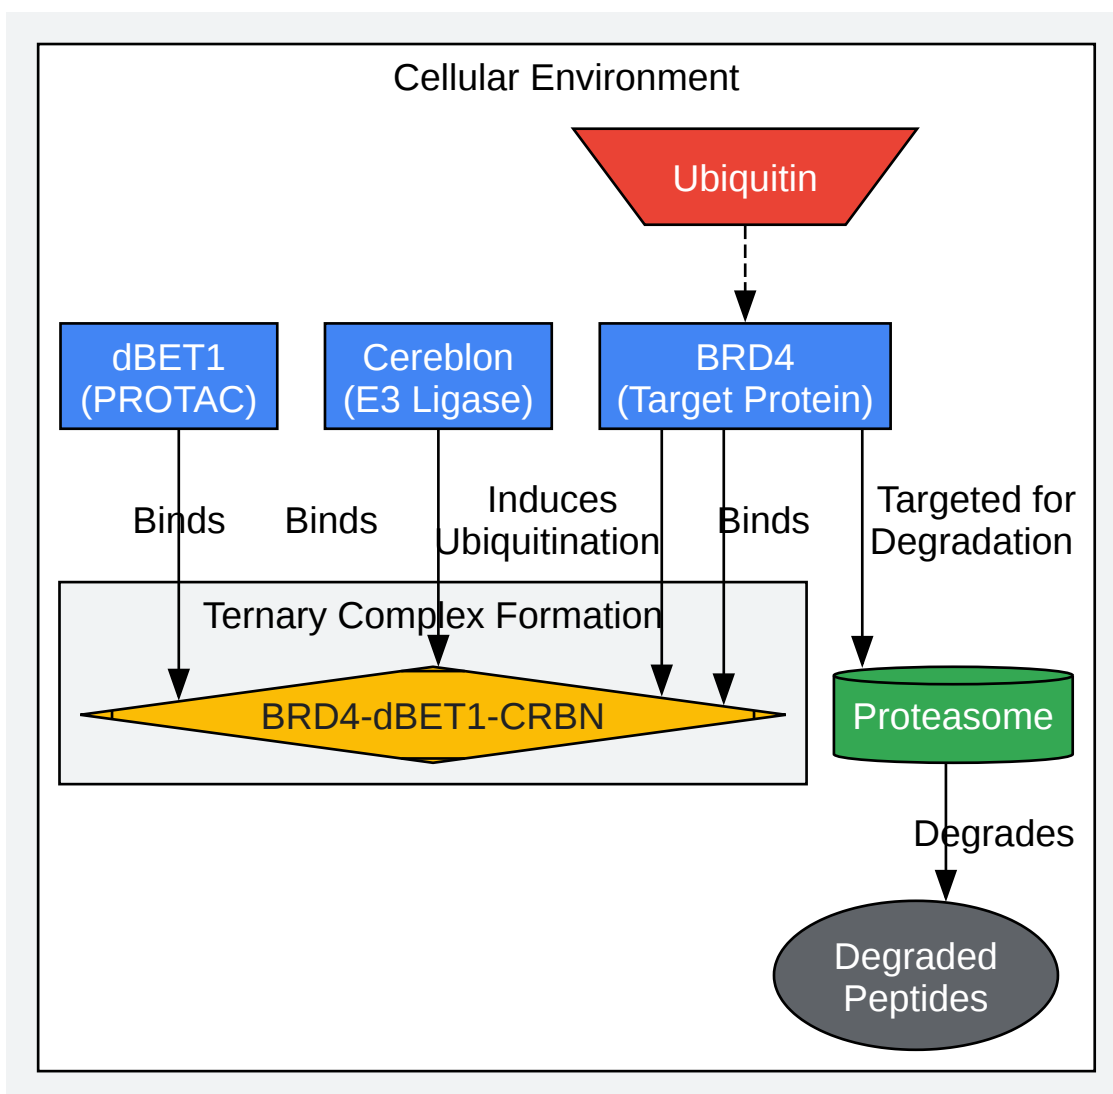 Cellular Environment
Ubiquitin
dBET1
(PROTAC)
Cereblon
(E3 Ligase)
BRD4
(Target Protein)
Binds
Binds
Induces
Ubiquitination
Binds
Targeted for
Degradation
Ternary Complex Formation
BRD4-dBET1-CRBN
Proteasome
Degrades
Degraded
Peptides